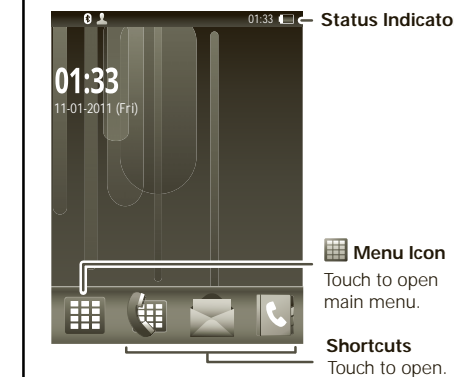 01:33
Status Indicato
01:33
11-01-2011 (Fri)
Menu Icon
Touch to open
main menu.
Shortcuts
Touch to open.